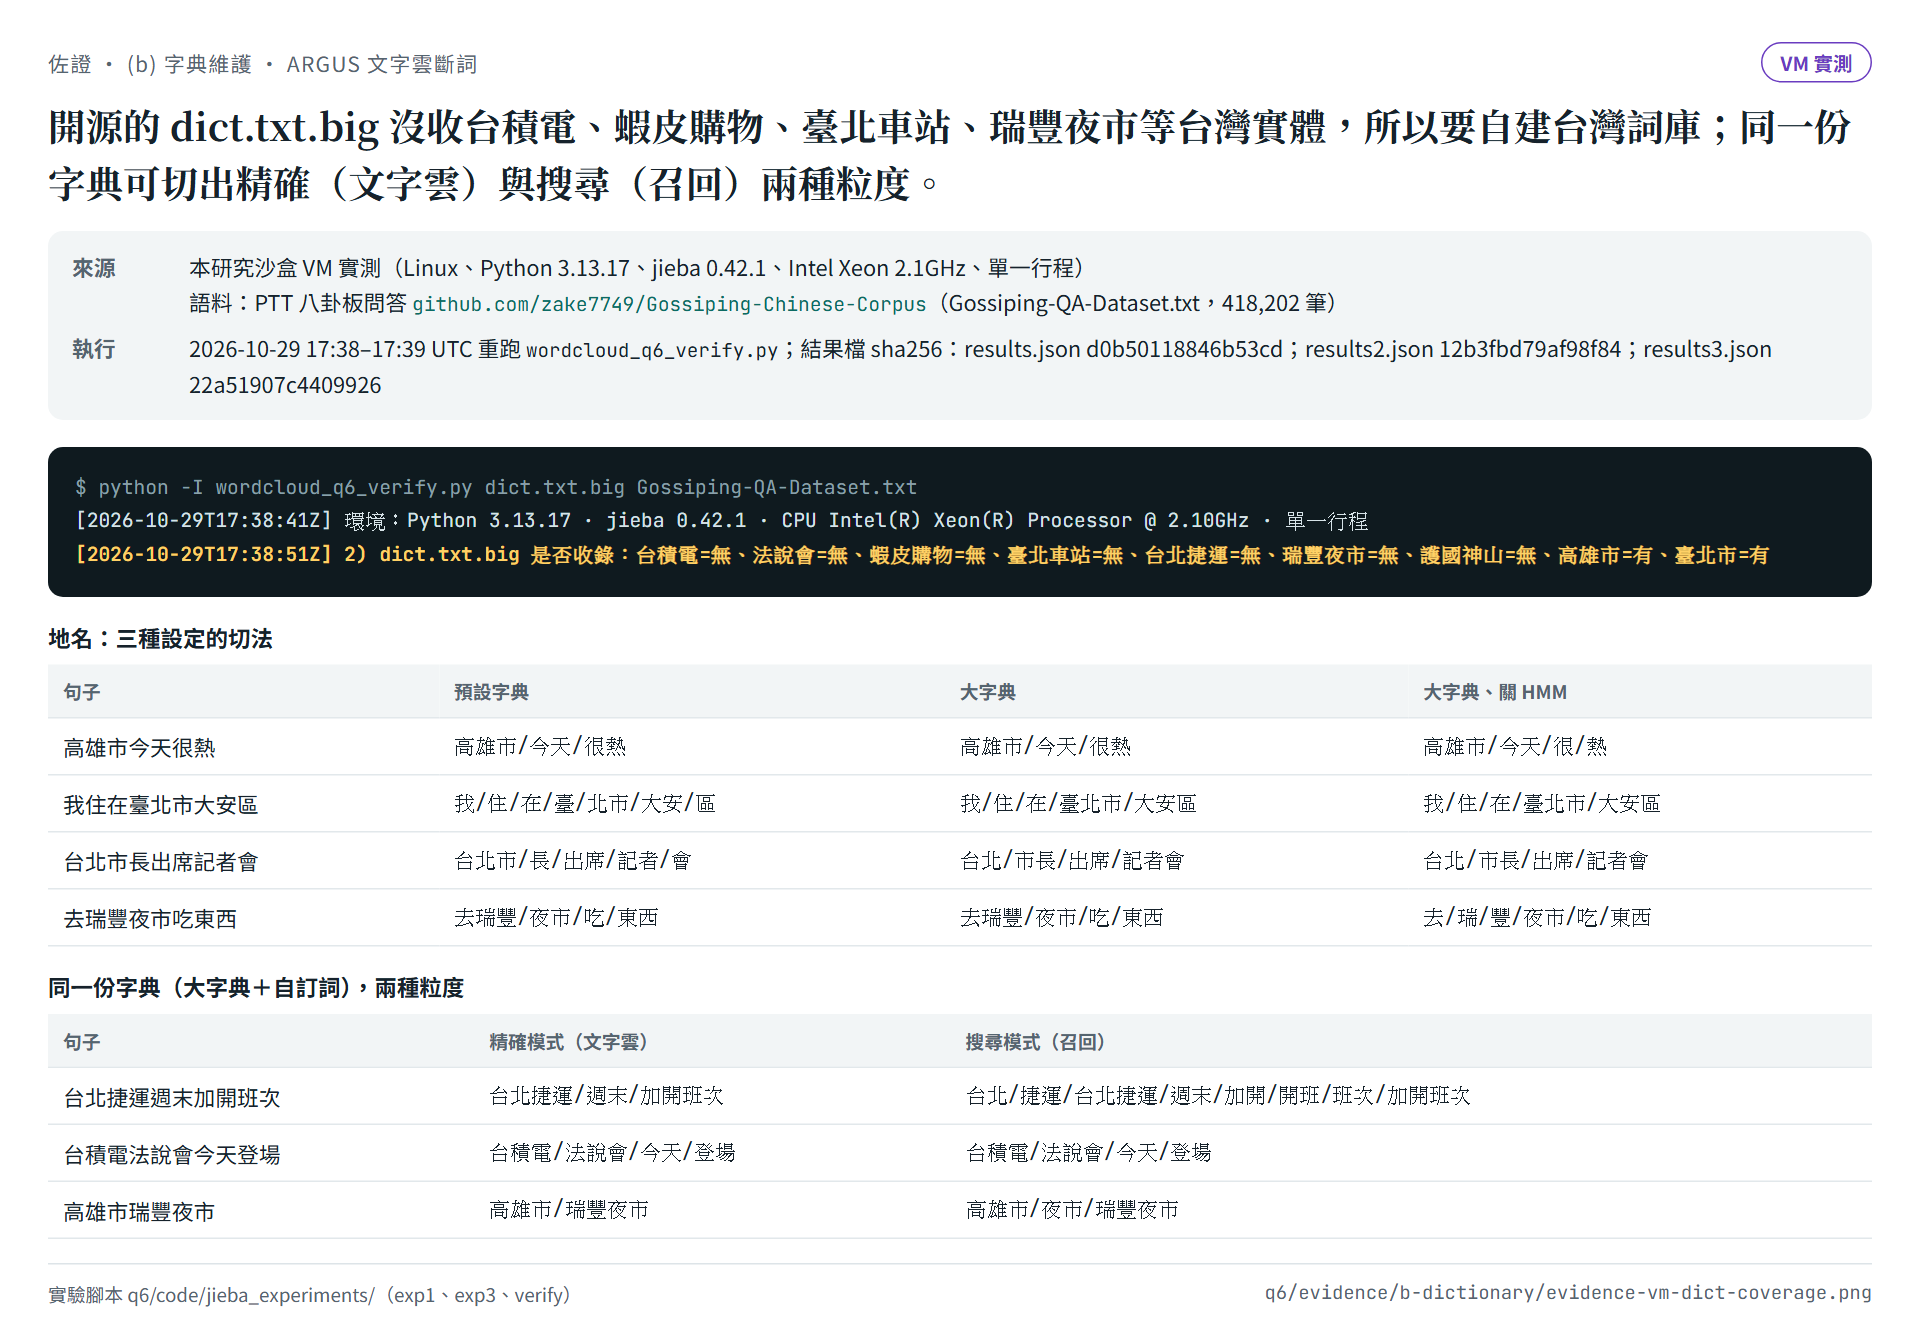 佐證 · (b) 字典維護 · ARGUS 文字雲斷詞
VM 實測
開源的 dict.txt.big 沒收台積電、蝦皮購物、臺北車站、瑞豐夜市等台灣實體，所以要自建台灣詞庫；同一份
字典可切出精確（文字雲）與搜尋（召回）兩種粒度。
來源
本研究沙盒 VM 實測（Linux、Python 3.13.17、jieba 0.42.1、Intel Xeon 2.1GHz、單一行程）
語料：PTT 八卦板問答 github.com/zake7749/Gossiping-Chinese-Corpus（Gossiping-QA-Dataset.txt，418,202 筆）
執行
2026-10-29 17:38–17:39 UTC 重跑 wordcloud_q6_verify.py；結果檔 sha256：results.json d0b50118846b53cd；results2.json 12b3fbd79af98f84；results3.json
22a51907c4409926
$ python -I wordcloud_q6_verify.py dict.txt.big Gossiping-QA-Dataset.txt
[2026-10-29T17:38:41Z] 環境：Python 3.13.17 · jieba 0.42.1 · CPU Intel(R) Xeon(R) Processor @ 2.10GHz · 單一行程
[2026-10-29T17:38:51Z] 2) dict.txt.big 是否收錄：台積電=無、法說會=無、蝦皮購物=無、臺北車站=無、台北捷運=無、瑞豐夜市=無、護國神山=無、高雄市=有、臺北市=有
地名：三種設定的切法
句子 預設字典 大字典 大字典、關 HMM
高雄市今天很熱 高雄市/今天/很熱 高雄市/今天/很熱 高雄市/今天/很/熱
我住在臺北市大安區 我/住/在/臺/北市/大安/區 我/住/在/臺北市/大安區 我/住/在/臺北市/大安區
台北市長出席記者會 台北市/長/出席/記者/會 台北/市長/出席/記者會 台北/市長/出席/記者會
去瑞豐夜市吃東西 去瑞豐/夜市/吃/東西 去瑞豐/夜市/吃/東西 去/瑞/豐/夜市/吃/東西
同一份字典（大字典＋自訂詞），兩種粒度
句子 精確模式（文字雲） 搜尋模式（召回）
台北捷運週末加開班次 台北捷運/週末/加開班次 台北/捷運/台北捷運/週末/加開/開班/班次/加開班次
台積電法說會今天登場 台積電/法說會/今天/登場 台積電/法說會/今天/登場
高雄市瑞豐夜市 高雄市/瑞豐夜市 高雄市/夜市/瑞豐夜市
實驗腳本 q6/code/jieba_experiments/（exp1、exp3、verify）
q6/evidence/b-dictionary/evidence-vm-dict-coverage.png